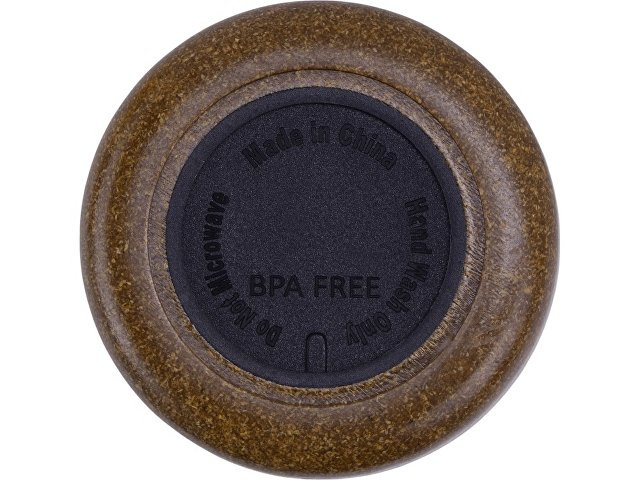 Made in China
Hand Wash Only
Do Not Microwave
BPA FREE